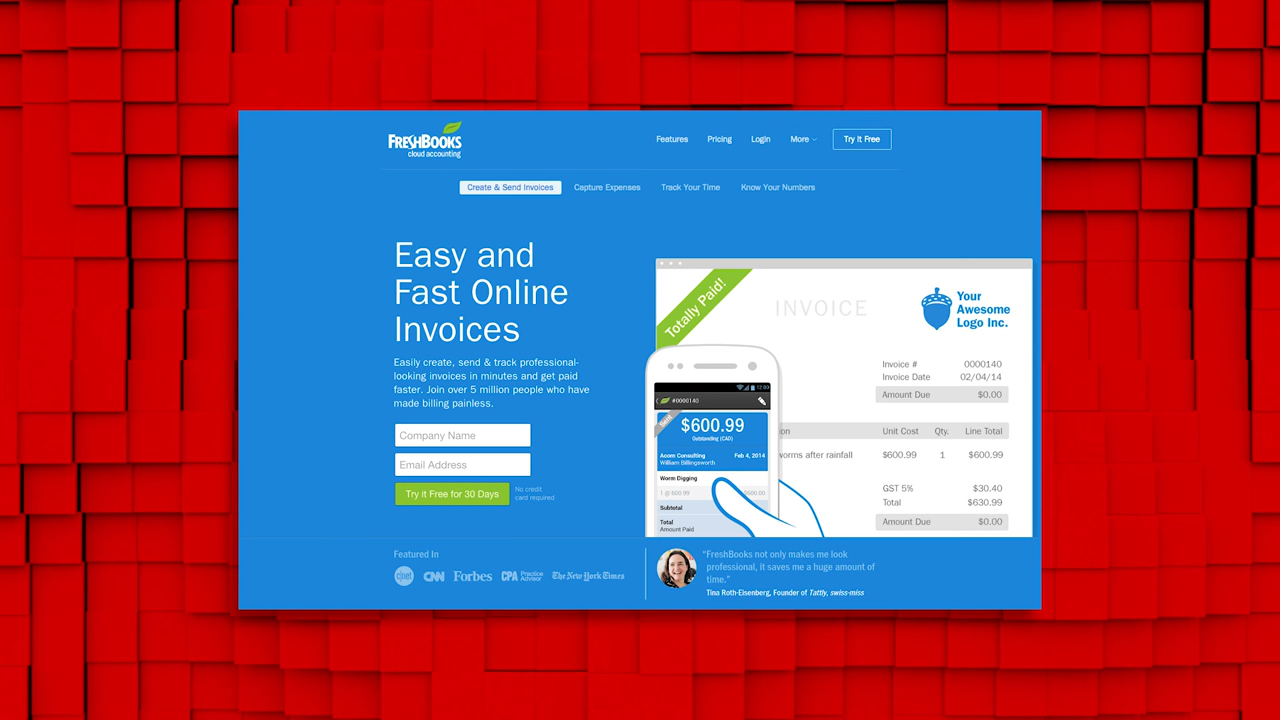 FRESHBOOKS
cloud accounting
Features Pricing Login More Try It Free
Create & Send Invoices Capture Expenses Track Your Time Know Your Numbers
Easy and
Fast Online
Invoices
Easily create, send & track professional-
looking invoices in minutes and get paid
faster. Join over 5 million people who have
made billing painless.
Company Name
Email Address
Try it Free for 30 Days
No credit
card required
Totally Paid!
INVOICE
Your
Awesome
Logo Inc.
Invoice # 0000140
Invoice Date 02/04/14
Amount Due $0.00
on Unit Cost Qty. Line Total
worms after rainfall $600.99 1 $600.99
GST 5% $30.40
Total $630.99
Amount Due $0.00
#0000140
$600.99
Outstanding (CAD)
Acorn Consulting Feb 4, 2014
William Billingsworth
Worm Digging
1 @ 600.99 $600.00
Subtotal
Total
Amount Paid
Featured In
c|net CNN Forbes CPA Practice Advisor The New York Times
"FreshBooks not only makes me look
professional, it saves me a huge amount of
time."
Tina Roth-Eisenberg, Founder of Tattly, swiss-miss